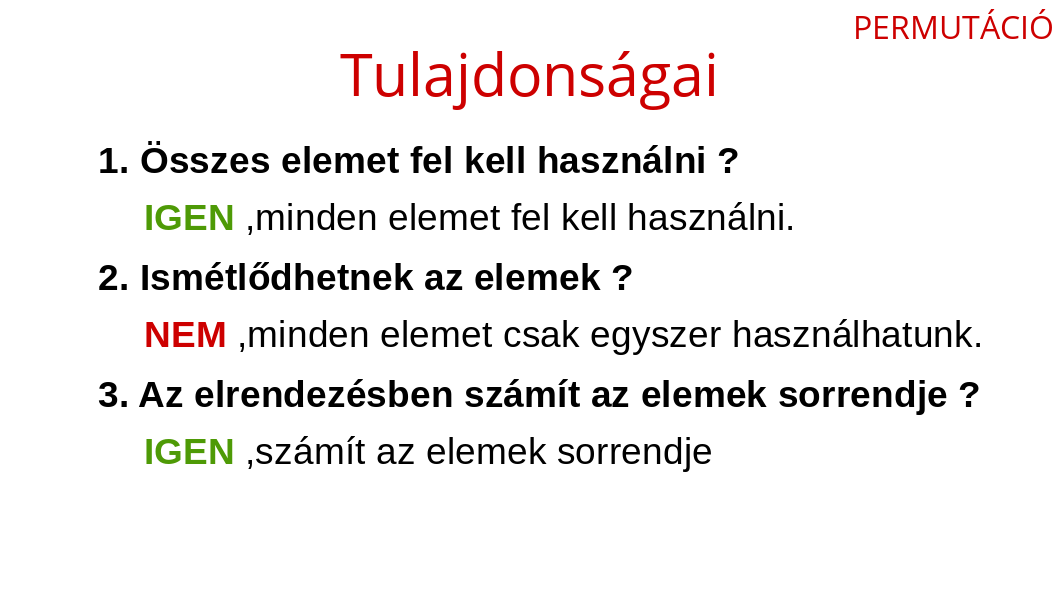 PERMUTÁCIÓ
Tulajdonságai
1. Összes elemet fel kell használni ?
IGEN ,minden elemet fel kell használni.
2. Ismétlődhetnek az elemek ?
NEM ,minden elemet csak egyszer használhatunk.
3. Az elrendezésben számít az elemek sorrendje ?
IGEN ,számít az elemek sorrendje